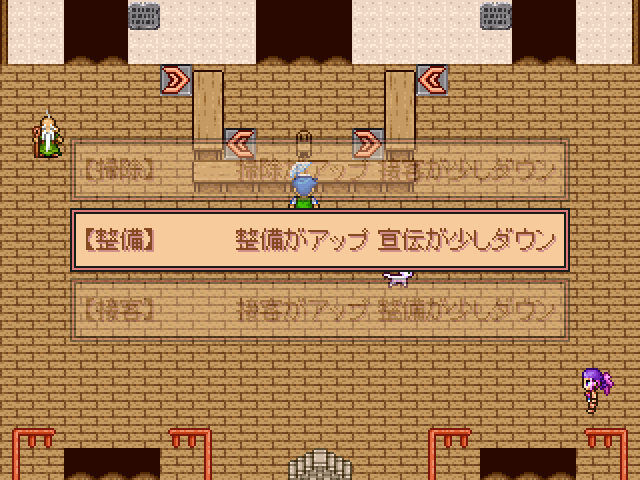 【掃除】 掃除がアップ 接客が少しダウン
【整備】 整備がアップ 宣伝が少しダウン
【接客】 接客がアップ 整備が少しダウン